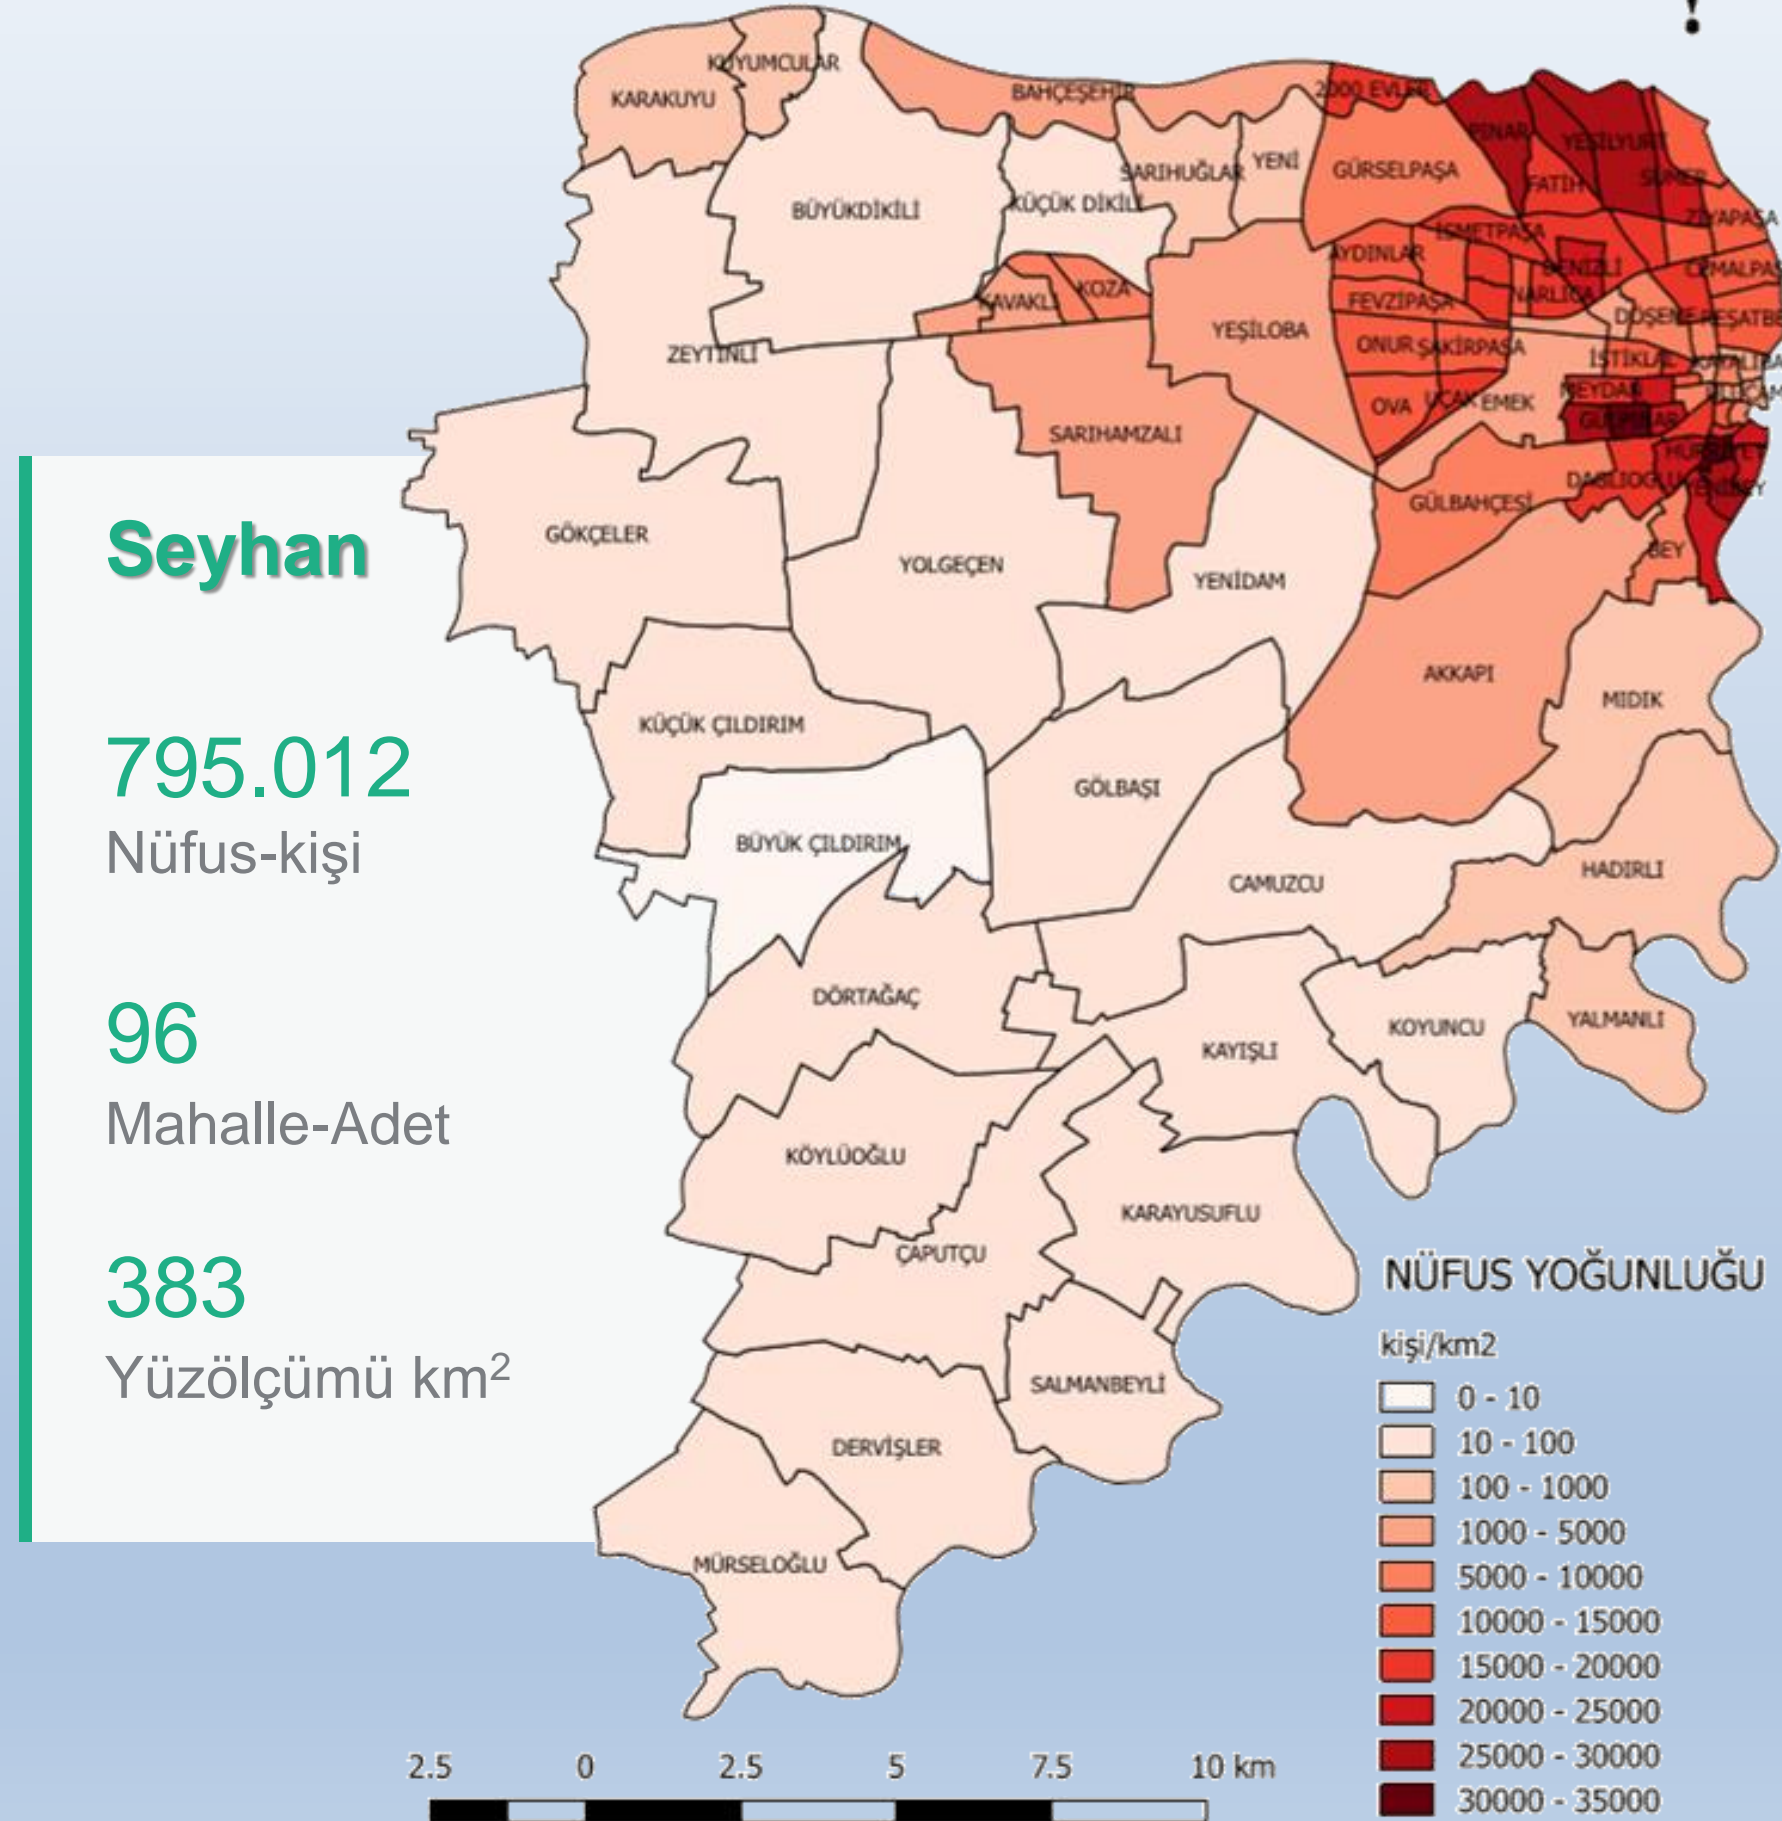 Seyhan
795.012
Nüfus-kişi
96
Mahalle-Adet
383
Yüzölçümü km²
KUYUMCULAR
KARAKUYU
BAHÇEŞEHİR
2000 EVLER
PINAR
YEŞİLYURT
SARIHUĞLAR
YENİ
GÜRSELPAŞA
FATİH
SÜMER
BÜYÜKDİKİLİ
KÜÇÜK DİKİLİ
ZİYAPAŞA
İSMETPAŞA
AYDINLAR
DENİZLİ
CEMALPAŞ
KAVAKLI
KOZA
FEVZİPAŞA
NARLICA
YEŞİLOBA
DÖŞEME
REŞATBE
ZEYTİNLİ
ONUR
ŞAKİRPAŞA
İSTİKLAL
MEYDAN
OVA
UÇAK
EMEK
SARIHAMZALI
HÜRRİYET
DAĞLIOĞLU
GÜLBAHÇESİ
GÖKÇELER
BEY
YOLGEÇEN
YENİDAM
AKKAPI
MIDIK
KÜÇÜK ÇILDIRIM
GÖLBAŞI
BÜYÜK ÇILDIRIM
HADIRLI
CAMUZCU
DÖRTAĞAÇ
YALMANLI
KOYUNCU
KAYIŞLI
KÖYLÜOĞLU
KARAYUSUFLU
ÇAPUTÇU
SALMANBEYLİ
DERVİŞLER
MÜRSELOĞLU
NÜFUS YOĞUNLUĞU
kişi/km2
0 - 10
10 - 100
100 - 1000
1000 - 5000
5000 - 10000
10000 - 15000
15000 - 20000
20000 - 25000
25000 - 30000
30000 - 35000
2.5 0 2.5 5 7.5 10 km